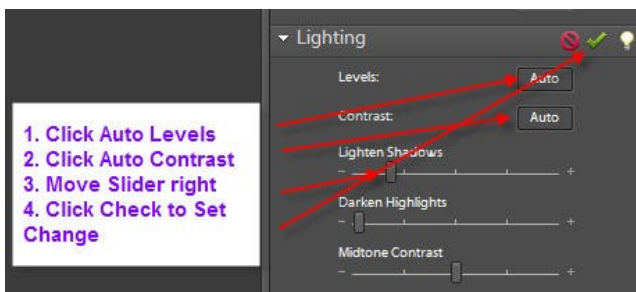 Lighting
Levels:
Auto
Contrast:
Auto
1. Click Auto Levels
2. Click Auto Contrast
3. Move Slider right
4. Click Check to Set
Change
Lighten Shadows
- +
Darken Highlights
- +
Midtone Contrast
- +